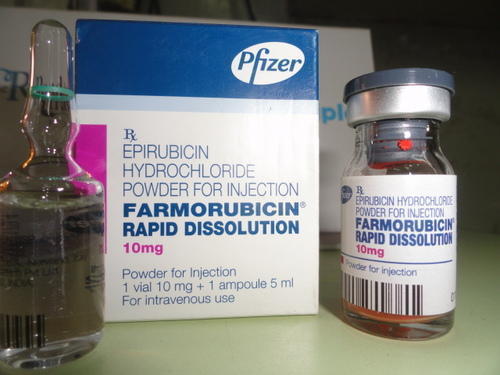 Pfizer
Rx
EPIRUBICIN
HYDROCHLORIDE
POWDER FOR INJECTION
FARMORUBICIN®
RAPID DISSOLUTION
10mg
Powder for Injection
1 vial 10 mg + 1 ampoule 5 ml
For intravenous use
Pfizer
Rx
EPIRUBICIN HYDROCHLORIDE
POWDER FOR INJECTION
FARMORUBICIN®
RAPID DISSOLUTION
10mg
Powder for injection